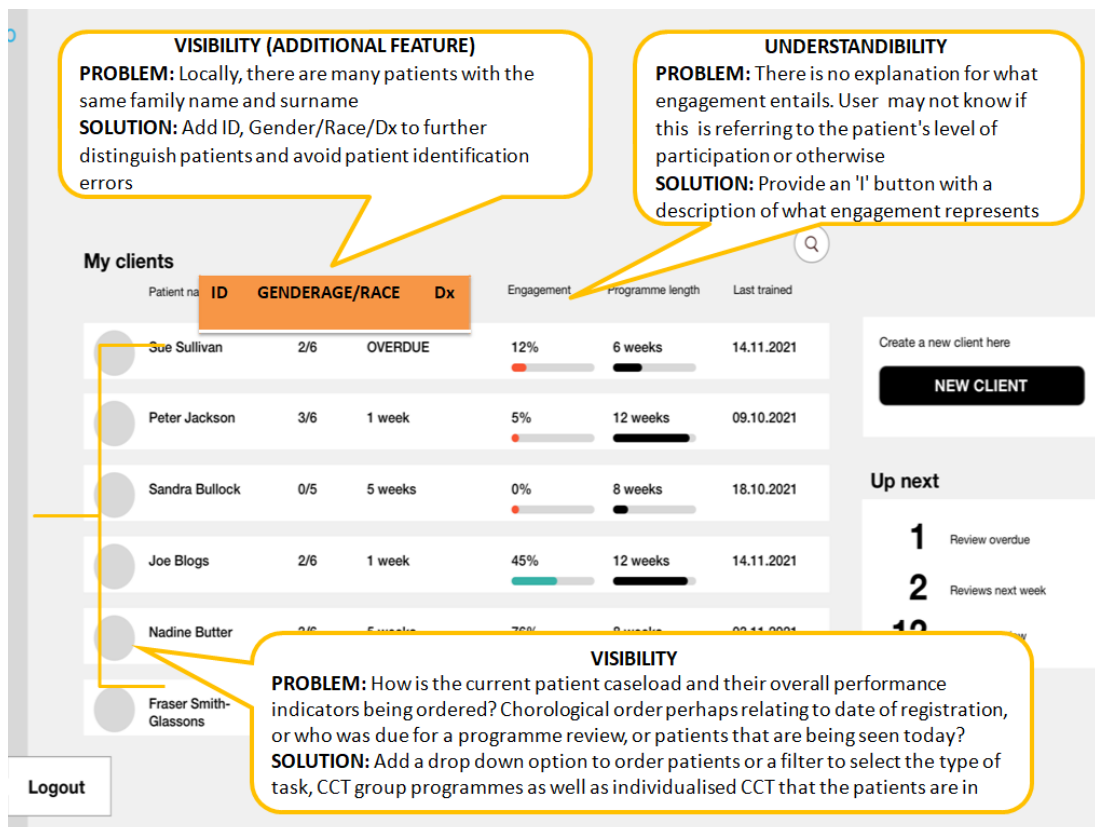 VISIBILITY (ADDITIONAL FEATURE)
PROBLEM: Locally, there are many patients with the
same family name and surname
SOLUTION: Add ID, Gender/Race/Dx to further
distinguish patients and avoid patient identification
errors
UNDERSTANDIBILITY
PROBLEM: There is no explanation for what
engagement entails. User may not know if
this is referring to the patient's level of
participation or otherwise
SOLUTION: Provide an 'I' button with a
description of what engagement represents
My clients
Patient na ID GENDERAGE/RACE Dx Engagement Programme length Last trained
Sue Sullivan 2/6 OVERDUE 12% 6 weeks 14.11.2021
Peter Jackson 3/6 1 week 5% 12 weeks 09.10.2021
Sandra Bullock 0/5 5 weeks 0% 8 weeks 18.10.2021
Joe Blogs 2/6 1 week 45% 12 weeks 14.11.2021
Nadine Butter
Fraser Smith-
Glassons
Create a new client here
NEW CLIENT
Up next
1 Review overdue
2 Reviews next week
VISIBILITY
PROBLEM: How is the current patient caseload and their overall performance
indicators being ordered? Chorological order perhaps relating to date of registration,
or who was due for a programme review, or patients that are being seen today?
SOLUTION: Add a drop down option to order patients or a filter to select the type of
task, CCT group programmes as well as individualised CCT that the patients are in
Logout